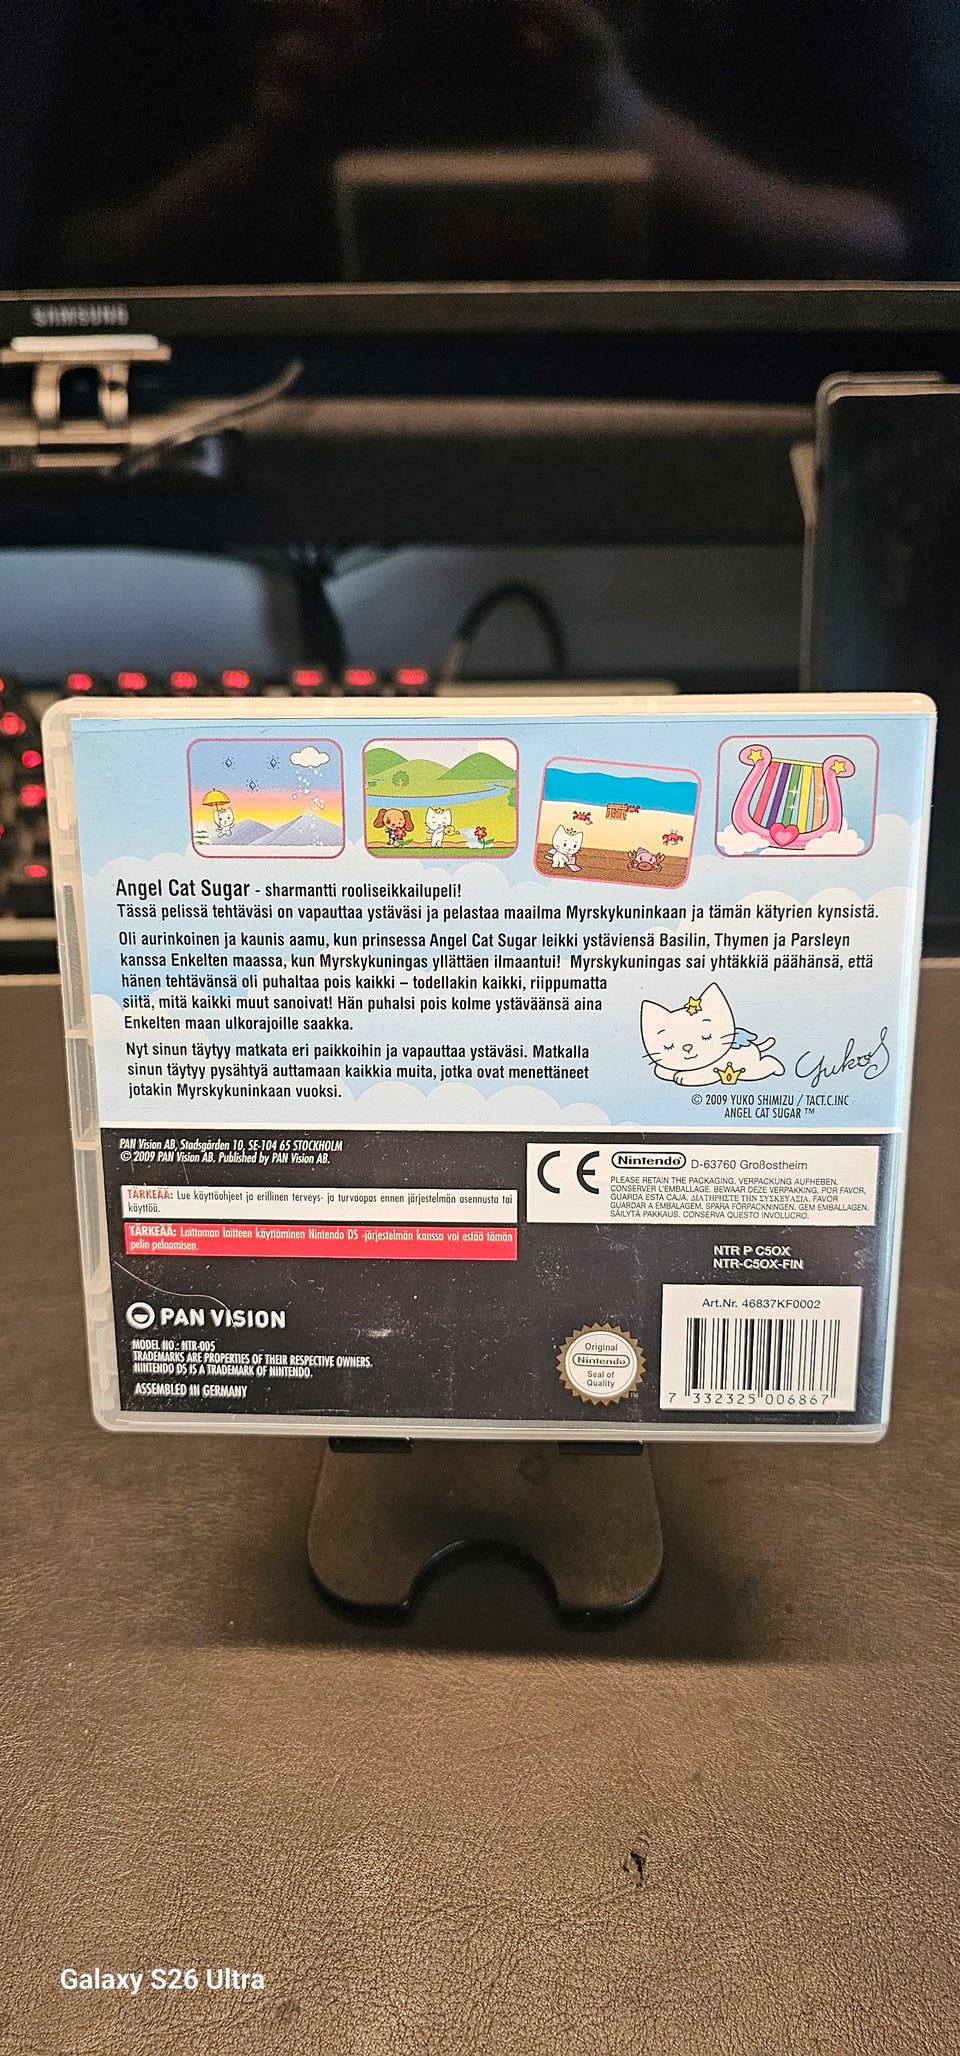 SAMSUNG
Angel Cat Sugar - sharmantti rooliseikkailupeli!
Tässä pelissä tehtäväsi on vapauttaa ystäväsi ja pelastaa maailma Myrskykuninkaan ja tämän kätyrien kynsistä.
Oli aurinkoinen ja kaunis aamu, kun prinsessa Angel Cat Sugar leikki ystäviensä Basilin, Thymen ja Parsleyn
kanssa Enkelten maassa, kun Myrskykuningas yllättäen ilmaantui! Myrskykuningas sai yhtäkkiä päähänsä, että
hänen tehtävänsä oli puhaltaa pois kaikki – todellakin kaikki, riippumatta
siitä, mitä kaikki muut sanoivat! Hän puhalsi pois kolme ystäväänsä aina
Enkelten maan ulkorajoille saakka.
Nyt sinun täytyy matkata eri paikkoihin ja vapauttaa ystäväsi. Matkalla
sinun täytyy pysähtyä auttamaan kaikkia muita, jotka ovat menettäneet
jotakin Myrskykuninkaan vuoksi.
YukoS
© 2009 YUKO SHIMIZU / TACT.C.INC
ANGEL CAT SUGAR ™
PAN Vision AB, Stadsgården 10, SE-104 65 STOCKHOLM
© 2009 PAN Vision AB. Published by PAN Vision AB.
TÄRKEÄÄ: Lue käyttöohjeet ja erillinen terveys- ja turvaopas ennen järjestelmän asennusta tai
käyttöä.
TÄRKEÄÄ: Laittoman laitteen käyttäminen Nintendo DS -järjestelmän kanssa voi estää tämän
pelin pelaamisen.
CE Nintendo D-63760 Großostheim
PLEASE RETAIN THE PACKAGING. VERPACKUNG AUFHEBEN.
CONSERVER L'EMBALLAGE. BEWAAR DEZE VERPAKKING. POR FAVOR,
GUARDA ESTA CAJA. ΔΙΑΤΗΡΗΣΤΕ ΤΗΝ ΣΥΣΚΕΥΑΣΙΑ. FAVOR
GUARDAR A EMBALAGEM. SPARA FÖRPACKNINGEN. GEM EMBALLAGEN.
SÄILYTÄ PAKKAUS. CONSERVA QUESTO INVOLUCRO.
NTR P C5OX
NTR-C5OX-FIN
PAN VISION
MODEL NO.: NTR-005
TRADEMARKS ARE PROPERTIES OF THEIR RESPECTIVE OWNERS.
NINTENDO DS IS A TRADEMARK OF NINTENDO.
ASSEMBLED IN GERMANY
Original
Nintendo
Seal of
Quality
TM
Art.Nr. 46837KF0002
7 332325 006867
Galaxy S26 Ultra